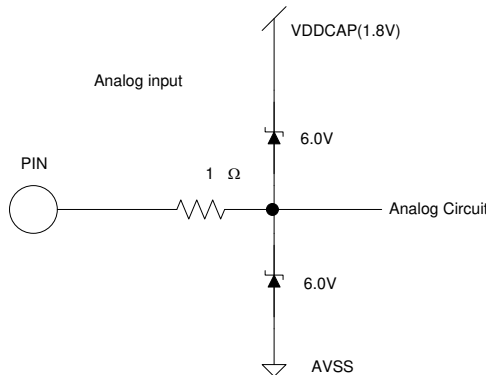 VDDCAP(1.8V)
Analog input
6.0V
PIN
1 Ω
Analog Circuit
6.0V
AVSS